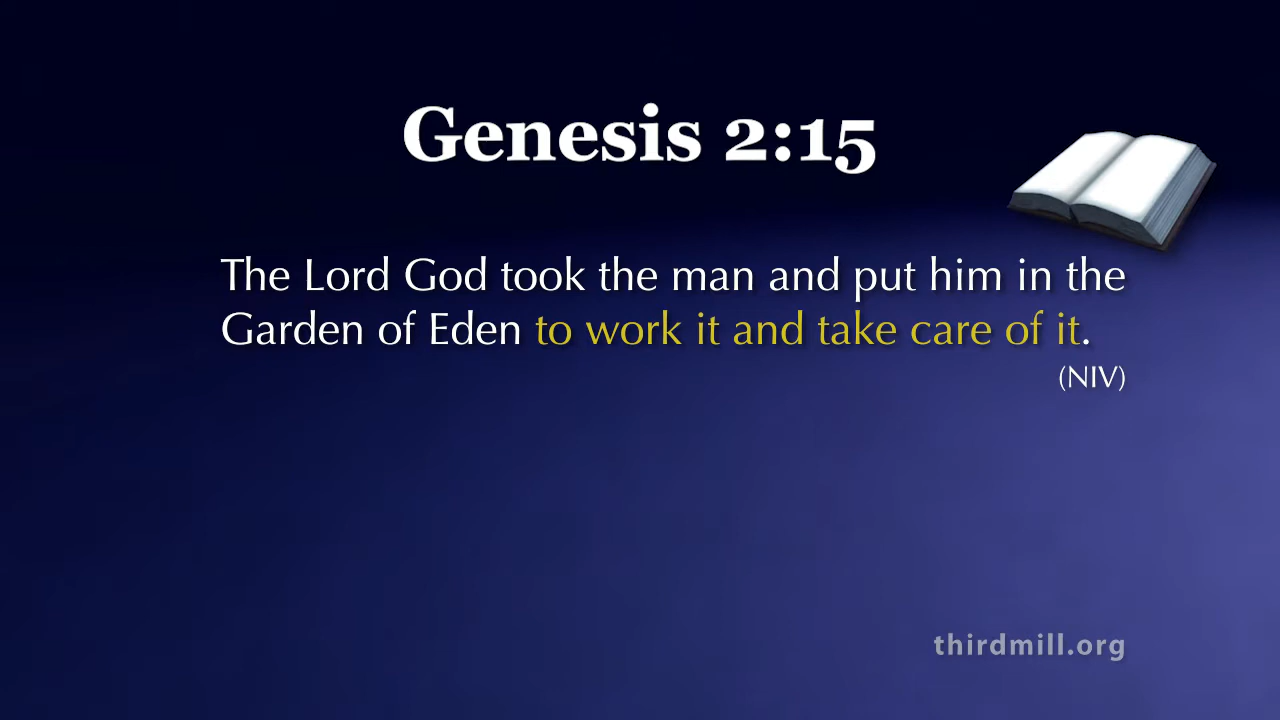 Genesis 2:15
The Lord God took the man and put him in the
Garden of Eden to work it and take care of it.
(NIV)
thirdmill.org